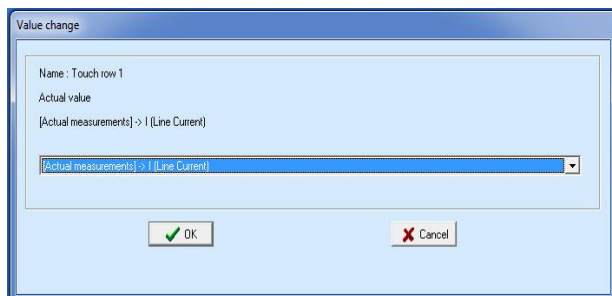 Value change
Name : Touch row 1
Actual value
[Actual measurements] -> I (Line Current)
[Actual measurements] -> I (Line Current)
OK
Cancel